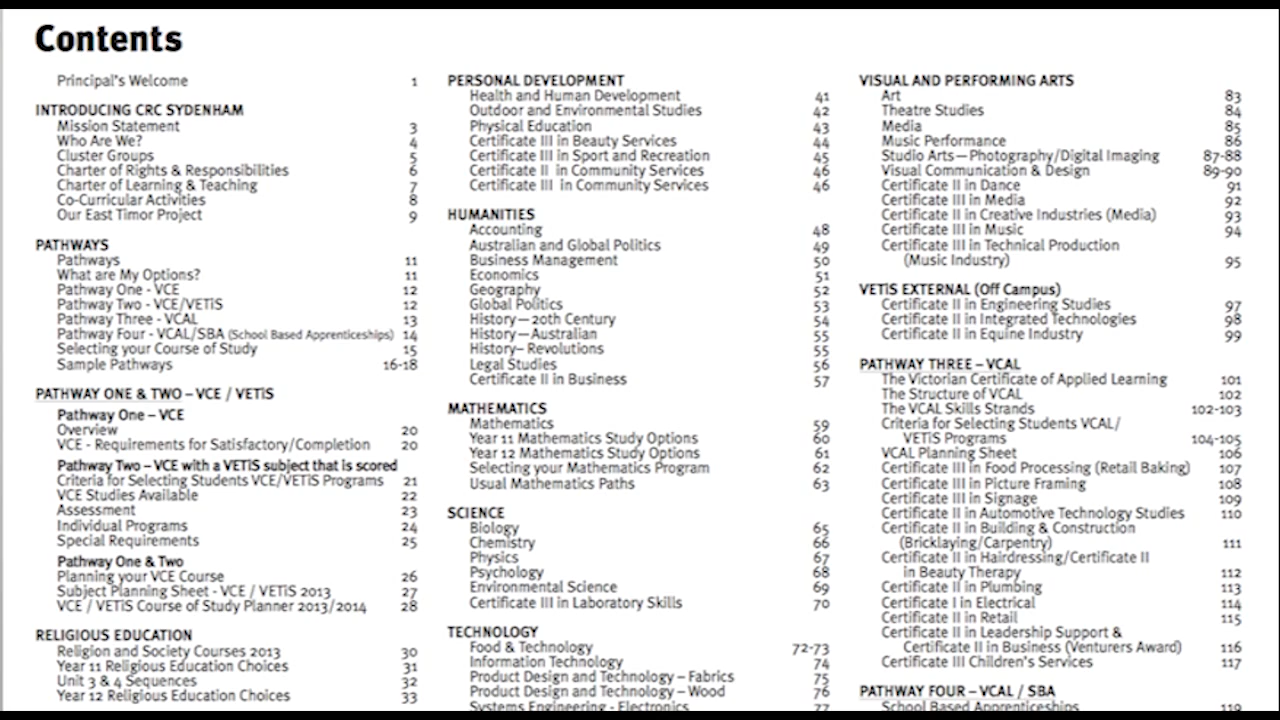 Contents
Principal's Welcome 1
INTRODUCING CRC SYDENHAM
Mission Statement 3
Who Are We? 4
Cluster Groups 5
Charter of Rights & Responsibilities 6
Charter of Learning & Teaching 7
Co-Curricular Activities 8
Our East Timor Project 9
PATHWAYS
Pathways 11
What are My Options? 11
Pathway One - VCE 12
Pathway Two - VCE/VETiS 12
Pathway Three - VCAL 13
Pathway Four - VCAL/SBA (School Based Apprenticeships) 14
Selecting your Course of Study 15
Sample Pathways 16-18
PATHWAY ONE & TWO – VCE / VETiS
Pathway One – VCE
Overview 20
VCE - Requirements for Satisfactory/Completion 20
Pathway Two – VCE with a VETiS subject that is scored
Criteria for Selecting Students VCE/VETiS Programs 21
VCE Studies Available 22
Assessment 23
Individual Programs 24
Special Requirements 25
Pathway One & Two
Planning your VCE Course 26
Subject Planning Sheet - VCE / VETiS 2013 27
VCE / VETiS Course of Study Planner 2013/2014 28
RELIGIOUS EDUCATION
Religion and Society Courses 2013 30
Year 11 Religious Education Choices 31
Unit 3 & 4 Sequences 32
Year 12 Religious Education Choices 33
PERSONAL DEVELOPMENT
Health and Human Development 41
Outdoor and Environmental Studies 42
Physical Education 43
Certificate III in Beauty Services 44
Certificate III in Sport and Recreation 45
Certificate II in Community Services 46
Certificate III in Community Services 46
HUMANITIES
Accounting 48
Australian and Global Politics 49
Business Management 50
Economics 51
Geography 52
Global Politics 53
History – 20th Century 54
History – Australian 55
History– Revolutions 55
Legal Studies 56
Certificate II in Business 57
MATHEMATICS
Mathematics 59
Year 11 Mathematics Study Options 60
Year 12 Mathematics Study Options 61
Selecting your Mathematics Program 62
Usual Mathematics Paths 63
SCIENCE
Biology 65
Chemistry 66
Physics 67
Psychology 68
Environmental Science 69
Certificate III in Laboratory Skills 70
TECHNOLOGY
Food & Technology 72-73
Information Technology 74
Product Design and Technology – Fabrics 75
Product Design and Technology – Wood 76
Systems Engineering - Electronics 77
VISUAL AND PERFORMING ARTS
Art 83
Theatre Studies 84
Media 85
Music Performance 86
Studio Arts – Photography/Digital Imaging 87-88
Visual Communication & Design 89-90
Certificate II in Dance 91
Certificate III in Media 92
Certificate II in Creative Industries (Media) 93
Certificate III in Music 94
Certificate III in Technical Production
(Music Industry) 95
VETiS EXTERNAL (Off Campus)
Certificate II in Engineering Studies 97
Certificate II in Integrated Technologies 98
Certificate II in Equine Industry 99
PATHWAY THREE – VCAL
The Victorian Certificate of Applied Learning 101
The Structure of VCAL 102
The VCAL Skills Strands 102-103
Criteria for Selecting Students VCAL/
VETiS Programs 104-105
VCAL Planning Sheet 106
Certificate III in Food Processing (Retail Baking) 107
Certificate III in Picture Framing 108
Certificate III in Signage 109
Certificate II in Automotive Technology Studies 110
Certificate II in Building & Construction
(Bricklaying/Carpentry) 111
Certificate II in Hairdressing/Certificate II
in Beauty Therapy 112
Certificate II in Plumbing 113
Certificate I in Electrical 114
Certificate II in Retail 115
Certificate II in Leadership Support &
Certificate II in Business (Venturers Award) 116
Certificate III Children's Services 117
PATHWAY FOUR – VCAL / SBA
School Based Apprenticeships 119